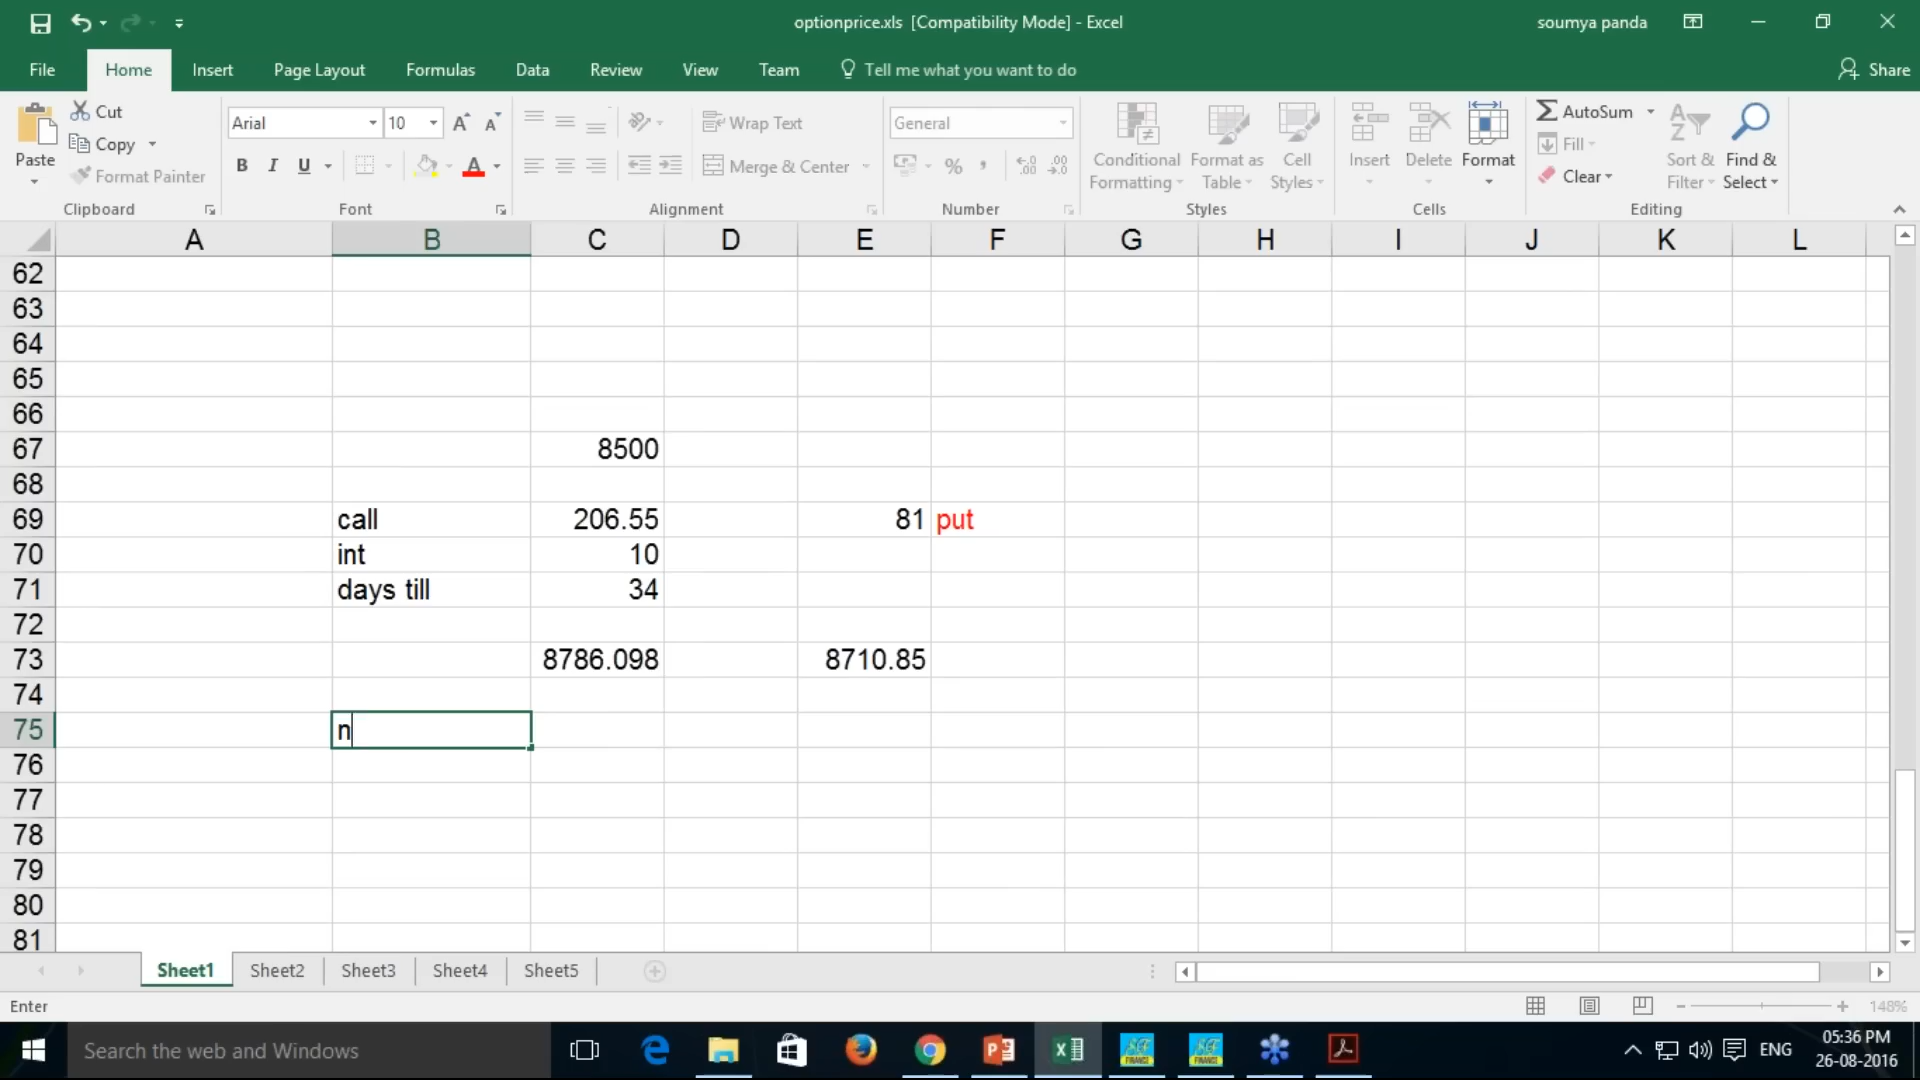 optionprice.xls [Compatibility Mode] - Excel
soumya panda
File Home Insert Page Layout Formulas Data Review View Team Tell me what you want to do Share
Paste
Cut
Copy
Format Painter
Clipboard
Arial 10
B I U A
Font
Wrap Text
Merge & Center
Alignment
General
% , .0 .00 .00 .0
Number
Conditional Formatting
Format as Table
Cell Styles
Styles
Insert Delete Format
Cells
AutoSum
Fill
Clear
Sort & Filter
Find & Select
Editing
A B C D E F G H I J K L
62
63
64
65
66
67 8500
68
69 call 206.55 81 put
70 int 10
71 days till 34
72
73 8786.098 8710.85
74
75 n
76
77
78
79
80
81
Sheet1 Sheet2 Sheet3 Sheet4 Sheet5
Enter
148%
Search the web and Windows
ENG
05:36 PM
26-08-2016